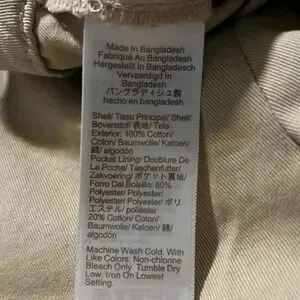 Made In Bangladesh
Fabriqué Au Bangladesh
Hergestellt In Bangladesch
Vervaardigd In
Bangladesh
バングラディシュ製
hecho en bangladesh
Shell/ Tissu Principal/ Shell/
Bovenstof/ 表地/ Tela
Exterior: 100% Cotton/
Coton/ Baumwolle/ Katoen/
綿/ algodón
Pocket Lining/ Doublure De
La Poche/ Taschenfutter/
Zakvoering/ ポケット裏地/
Forro Del Bolsillo: 80%
Polyester/ Polyester/
Polyester/ Polyester/ ポリ
エステル/ poliéster
20% Cotton/ Coton/
Baumwolle/ Katoen/ 綿/
algodón
Machine Wash Cold. With
Like Colors. Non-chlorine
Bleach Only. Tumble Dry
Low. Iron On Lowest
Setting.